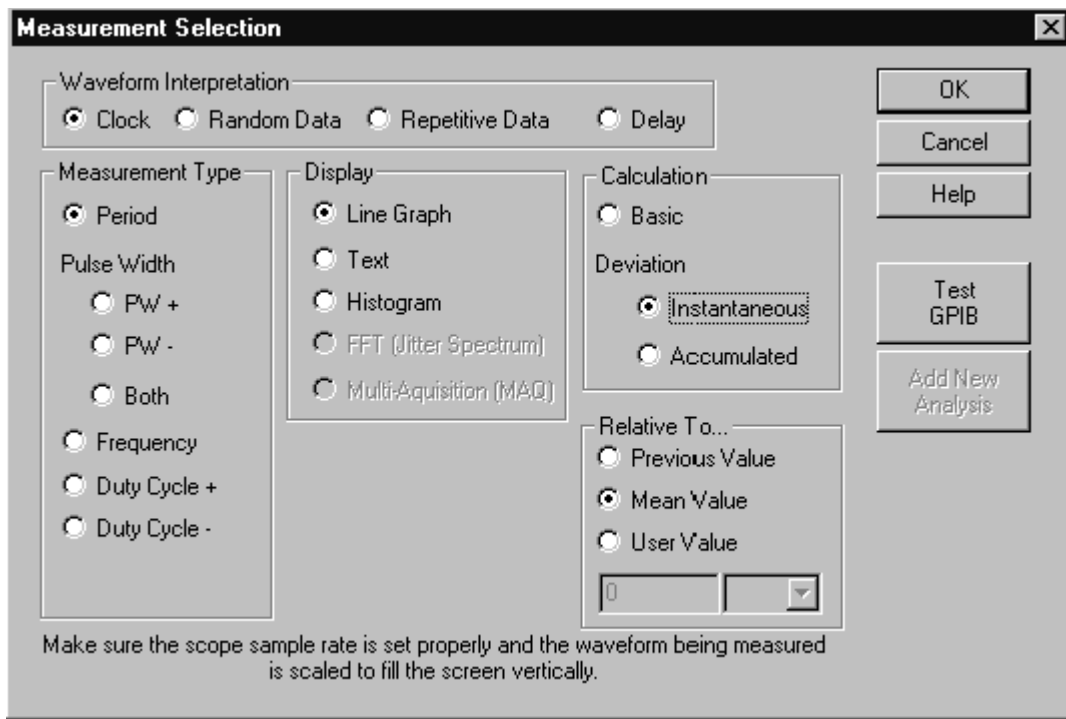 Measurement Selection
Waveform Interpretation
Clock
Random Data
Repetitive Data
Delay
OK
Cancel
Help
Measurement Type
Period
Pulse Width
PW +
PW -
Both
Frequency
Duty Cycle +
Duty Cycle -
Display
Line Graph
Text
Histogram
FFT (Jitter Spectrum)
Multi-Aquisition (MAQ)
Calculation
Basic
Deviation
Instantaneous
Accumulated
Test
GPIB
Add New
Analysis
Relative To...
Previous Value
Mean Value
User Value
0
Make sure the scope sample rate is set properly and the waveform being measured
is scaled to fill the screen vertically.